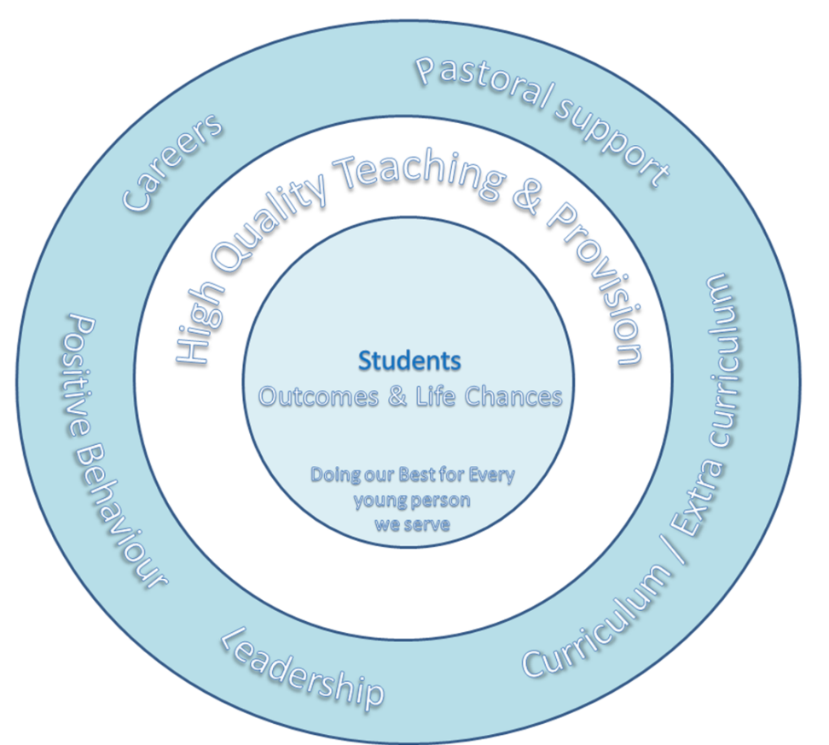 Pastoral support
Careers
High Quality Teaching & Provision
Curriculum / Extra curriculum
Positive Behaviour
Students
Outcomes & Life Chances
Doing our Best for Every
young person
we serve
Leadership